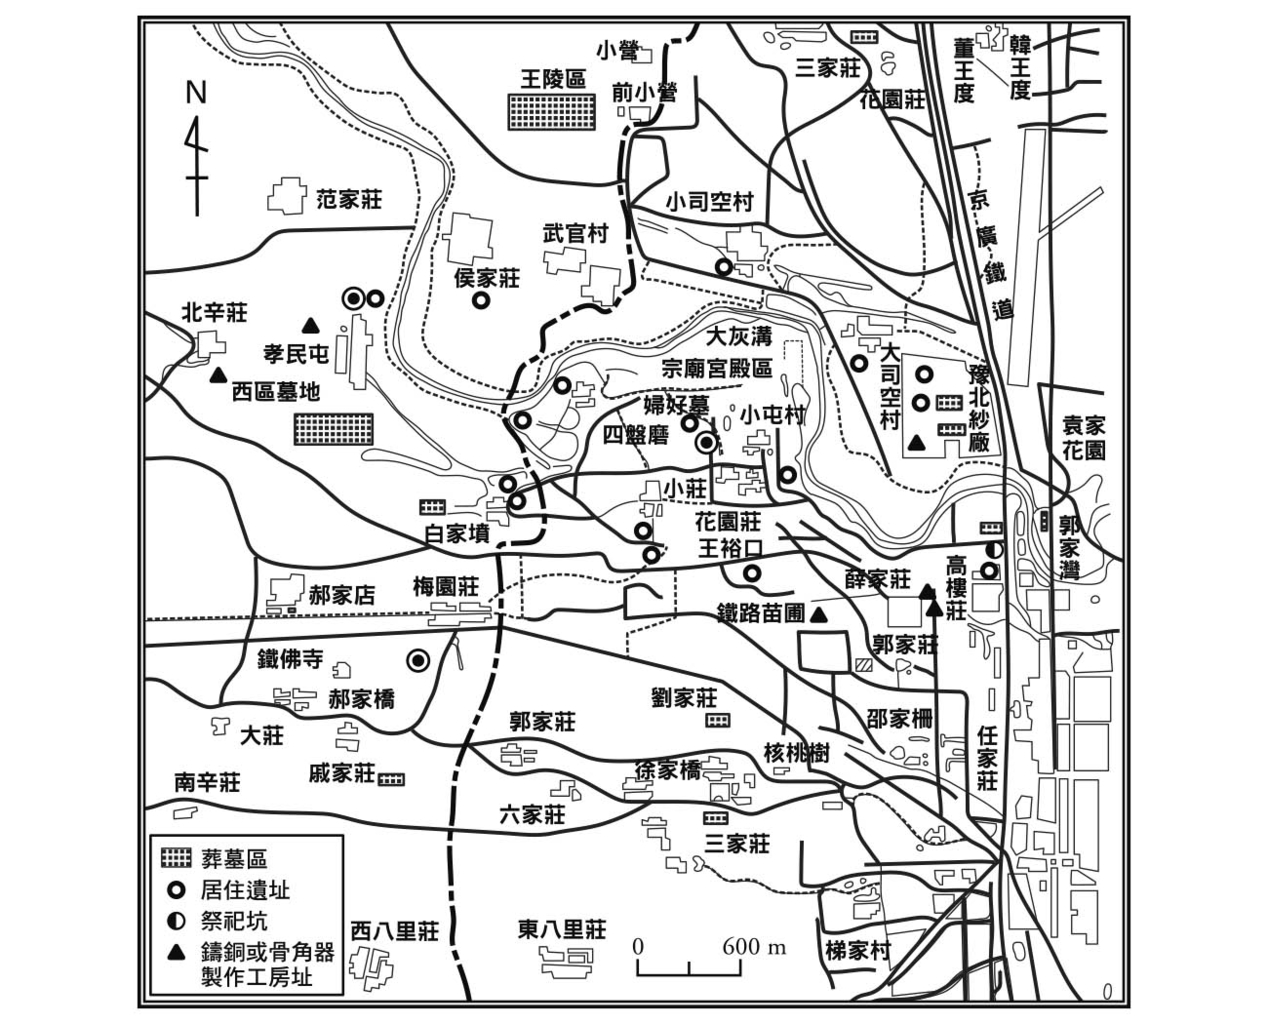 小營
王陵區
前小營
三家莊
花園莊
董王度
韓王度
N
范家莊
小司空村
京廣鐵道
武官村
侯家莊
北辛莊
孝民屯
西區墓地
大灰溝
宗廟宮殿區
婦好墓
小屯村
四盤磨
大司空村
豫北紗廠
袁家花園
小莊
白家墳
花園莊
王裕口
郭家灣
薛家莊
高樓莊
郝家店
梅園莊
鐵路苗圃
郭家莊
鐵佛寺
郝家橋
大莊
劉家莊
郭家莊
邵家柵
任家莊
核桃樹
戚家莊
徐家橋
南辛莊
六家莊
三家莊
葬墓區
居住遺址
祭祀坑
鑄銅或骨角器
製作工房址
西八里莊
東八里莊
0 600 m
梯家村